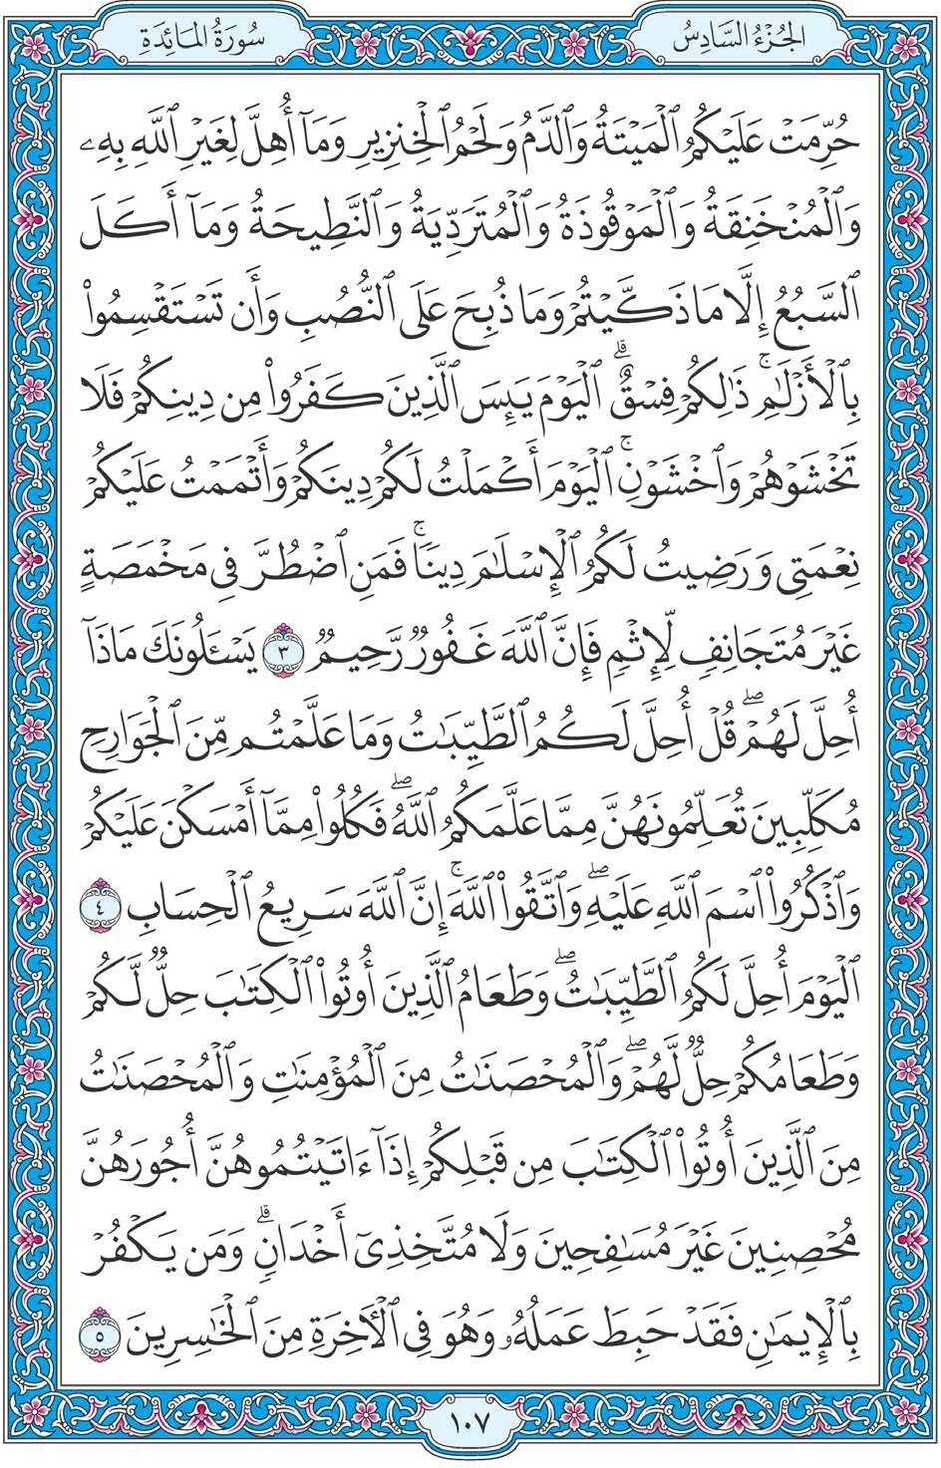 الجُزْءُ السَّادِسُ
سُورَةُ المَائِدَةِ
حُرِّمَتْ عَلَيْكُمُ ٱلْمَيْتَةُ وَٱلدَّمُ وَلَحْمُ ٱلْخِنزِيرِ وَمَآ أُهِلَّ لِغَيْرِ ٱللَّهِ بِهِۦ
وَٱلْمُنْخَنِقَةُ وَٱلْمَوْقُوذَةُ وَٱلْمُتَرَدِّيَةُ وَٱلنَّطِيحَةُ وَمَآ أَكَلَ
ٱلسَّبُعُ إِلَّا مَا ذَكَّيْتُمْ وَمَا ذُبِحَ عَلَى ٱلنُّصُبِ وَأَن تَسْتَقْسِمُوا۟
بِٱلْأَزْلَٰمِ ۚ ذَٰلِكُمْ فِسْقٌ ۗ ٱلْيَوْمَ يَئِسَ ٱلَّذِينَ كَفَرُوا۟ مِن دِينِكُمْ فَلَا
تَخْشَوْهُمْ وَٱخْشَوْنِ ۚ ٱلْيَوْمَ أَكْمَلْتُ لَكُمْ دِينَكُمْ وَأَتْمَمْتُ عَلَيْكُمْ
نِعْمَتِى وَرَضِيتُ لَكُمُ ٱلْإِسْلَٰمَ دِينًا ۚ فَمَنِ ٱضْطُرَّ فِى مَخْمَصَةٍ
غَيْرَ مُتَجَانِفٍ لِّإِثْمٍ فَإِنَّ ٱللَّهَ غَفُورٌ رَّحِيمٌ ٣ يَسْـَٔلُونَكَ مَاذَآ
أُحِلَّ لَهُمْ ۖ قُلْ أُحِلَّ لَكُمُ ٱلطَّيِّبَٰتُ وَمَا عَلَّمْتُم مِّنَ ٱلْجَوَارِحِ
مُكَلِّبِينَ تُعَلِّمُونَهُنَّ مِمَّا عَلَّمَكُمُ ٱللَّهُ ۖ فَكُلُوا۟ مِمَّآ أَمْسَكْنَ عَلَيْكُمْ
وَٱذْكُرُوا۟ ٱسْمَ ٱللَّهِ عَلَيْهِ ۖ وَٱتَّقُوا۟ ٱللَّهَ ۚ إِنَّ ٱللَّهَ سَرِيعُ ٱلْحِسَابِ ٤
ٱلْيَوْمَ أُحِلَّ لَكُمُ ٱلطَّيِّبَٰتُ ۖ وَطَعَامُ ٱلَّذِينَ أُوتُوا۟ ٱلْكِتَٰبَ حِلٌّ لَّكُمْ
وَطَعَامُكُمْ حِلٌّ لَّهُمْ ۖ وَٱلْمُحْصَنَٰتُ مِنَ ٱلْمُؤْمِنَٰتِ وَٱلْمُحْصَنَٰتُ
مِنَ ٱلَّذِينَ أُوتُوا۟ ٱلْكِتَٰبَ مِن قَبْلِكُمْ إِذَآ ءَاتَيْتُمُوهُنَّ أُجُورَهُنَّ
مُحْصِنِينَ غَيْرَ مُسَٰفِحِينَ وَلَا مُتَّخِذِىٓ أَخْدَانٍ ۗ وَمَن يَكْفُرْ
بِٱلْإِيمَٰنِ فَقَدْ حَبِطَ عَمَلُهُۥ وَهُوَ فِى ٱلْءَاخِرَةِ مِنَ ٱلْخَٰسِرِينَ ٥
١٠٧